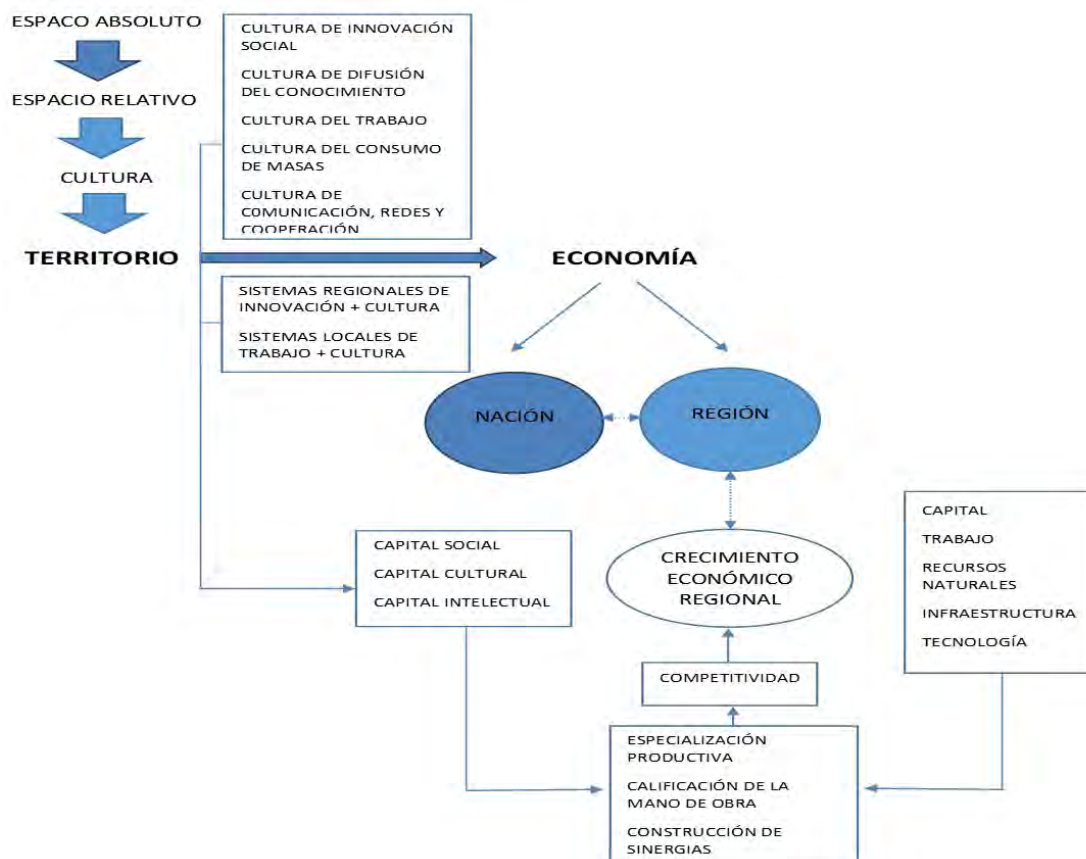 ESPACO ABSOLUTO
ESPACIO RELATIVO
CULTURA
TERRITORIO
CULTURA DE INNOVACIÓN
SOCIAL
CULTURA DE DIFUSIÓN
DEL CONOCIMIENTO
CULTURA DEL TRABAJO
CULTURA DEL CONSUMO
DE MASAS
CULTURA DE
C0MUNICACIÓN, REDES Y
COOPERACIÓN
ECONOMÍA
SISTEMAS REGIONALES DE
INNOVACIÓN + CULTURA
SISTEMAS LOCALES DE
TRABAJO + CULTURA
NACIÓN
REGIÓN
CAPITAL SOCIAL
CAPITAL CULTURAL
CAPITAL INTELECTUAL
CRECIMIENTO
ECONÓMICO
REGIONAL
CAPITAL
TRABAJO
RECURSOS
NATURALES
INFRAESTRUCTURA
TECNOLOGÍA
COMPETITIVIDAD
ESPECIALIZACIÓN
PRODUCTIVA
CALIFICACIÓN DE LA
MANO DE OBRA
CONSTRUCCIÓN DE
SINERGIAS